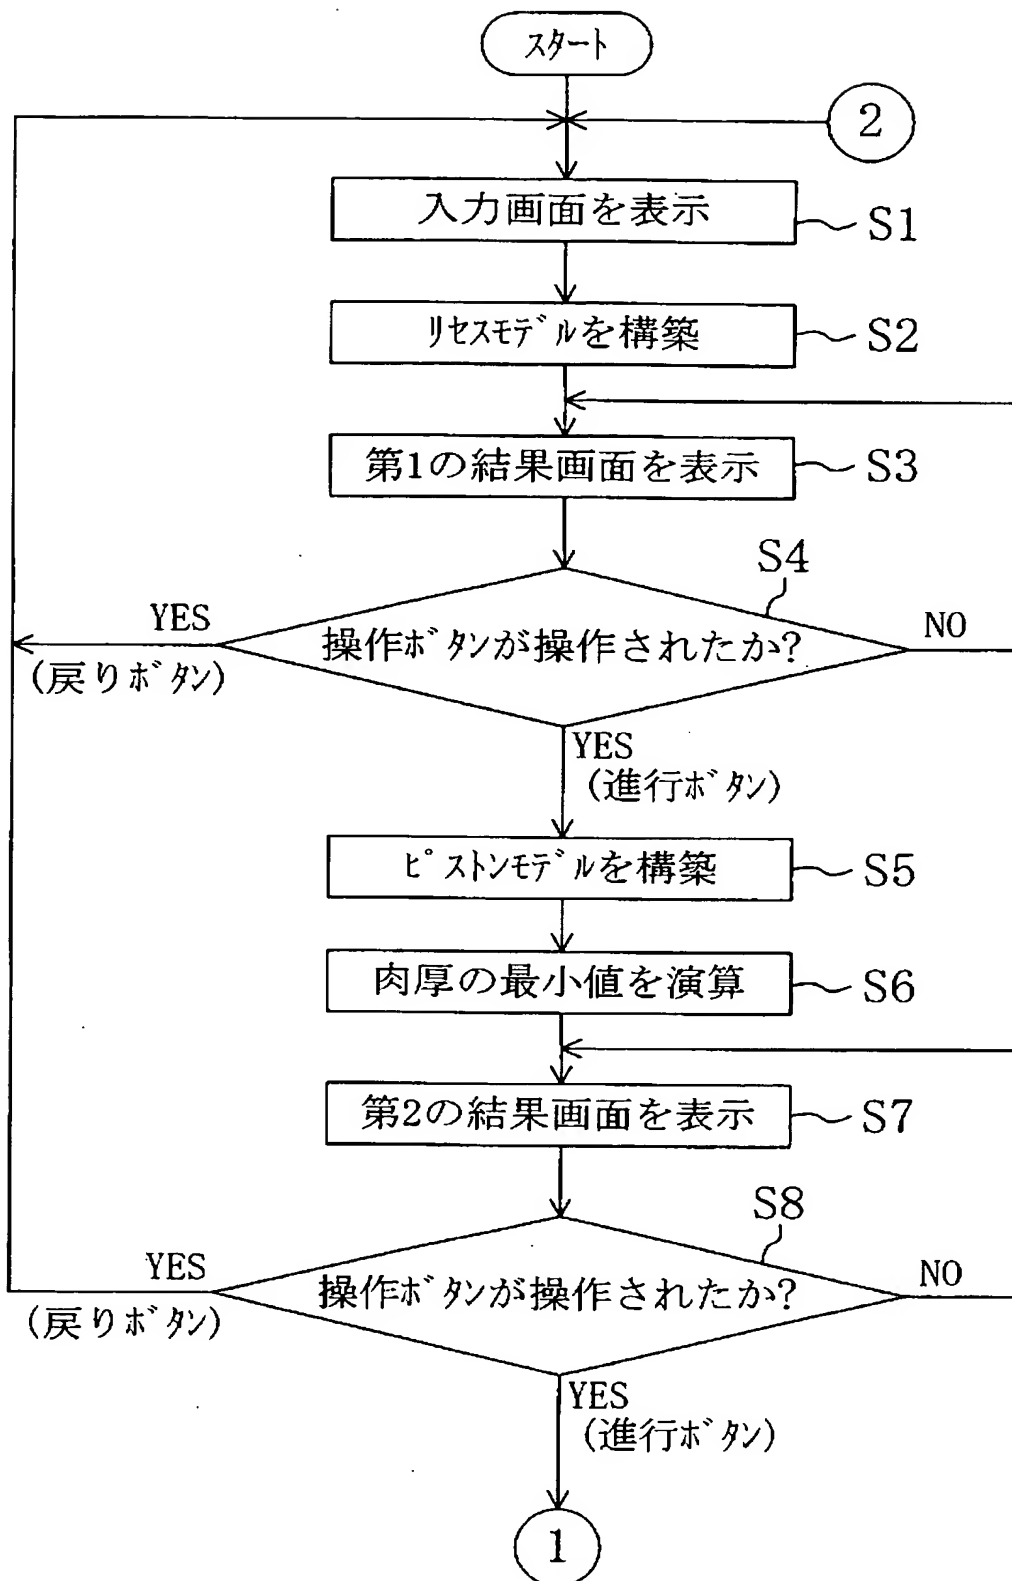 スタート
2
入力画面を表示
S1
リセスモデルを構築
S2
第1の結果画面を表示
S3
S4
YES
操作ボタンが操作されたか?
NO
(戻りボタン)
YES
(進行ボタン)
ピストンモデルを構築
S5
肉厚の最小値を演算
S6
第2の結果画面を表示
S7
S8
YES
操作ボタンが操作されたか?
NO
(戻りボタン)
YES
(進行ボタン)
1